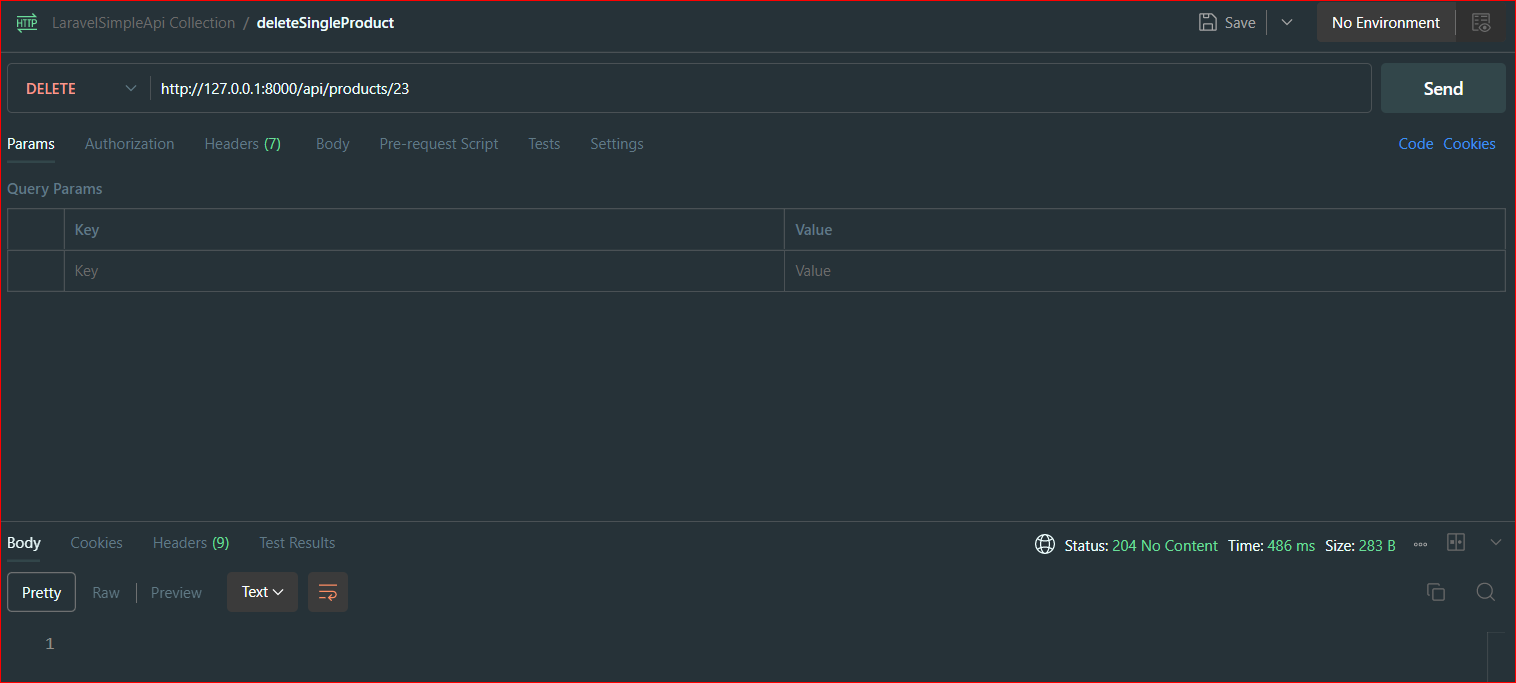 HTTP LaravelSimpleApi Collection / deleteSingleProduct Save No Environment
DELETE http://127.0.0.1:8000/api/products/23 Send
Params Authorization Headers (7) Body Pre-request Script Tests Settings Code Cookies
Query Params
Key Value
Key Value
Body Cookies Headers (9) Test Results Status: 204 No Content Time: 486 ms Size: 283 B
Pretty Raw Preview Text
1